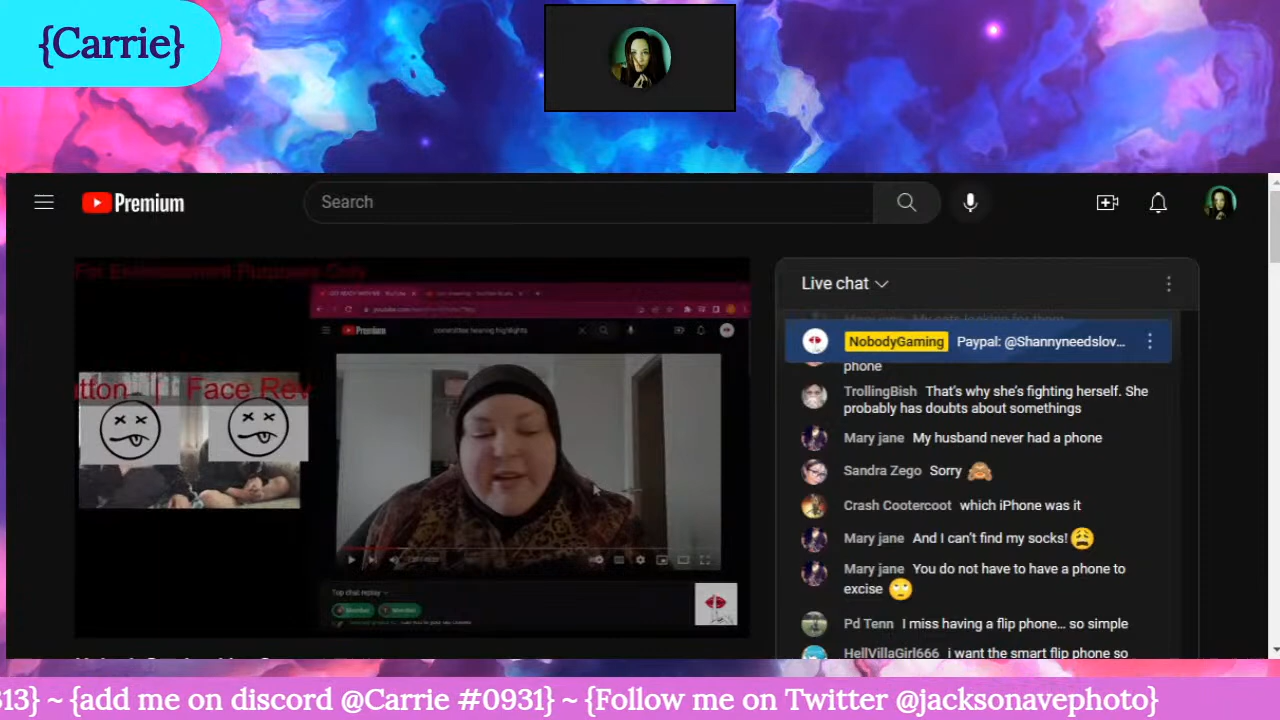 {Carrie}
Premium
Search
For Entertainment Purposes Only
committee hearing highlights
Premium
tton | Face Rev
Top chat replay
Live chat
NobodyGaming Paypal: @Shannyneedslov...
phone
TrollingBish That's why she's fighting herself. She
probably has doubts about somethings
Mary jane My husband never had a phone
Sandra Zego Sorry 🙈
Crash Cootercoot which iPhone was it
Mary jane And I can't find my socks! 😩
Mary jane You do not have to have a phone to
excise 🙄
Pd Tenn I miss having a flip phone... so simple
HellVillaGirl666 i want the smart flip phone so
313} ~ {add me on discord @Carrie #0931} ~ {Follow me on Twitter @jacksonavephoto}